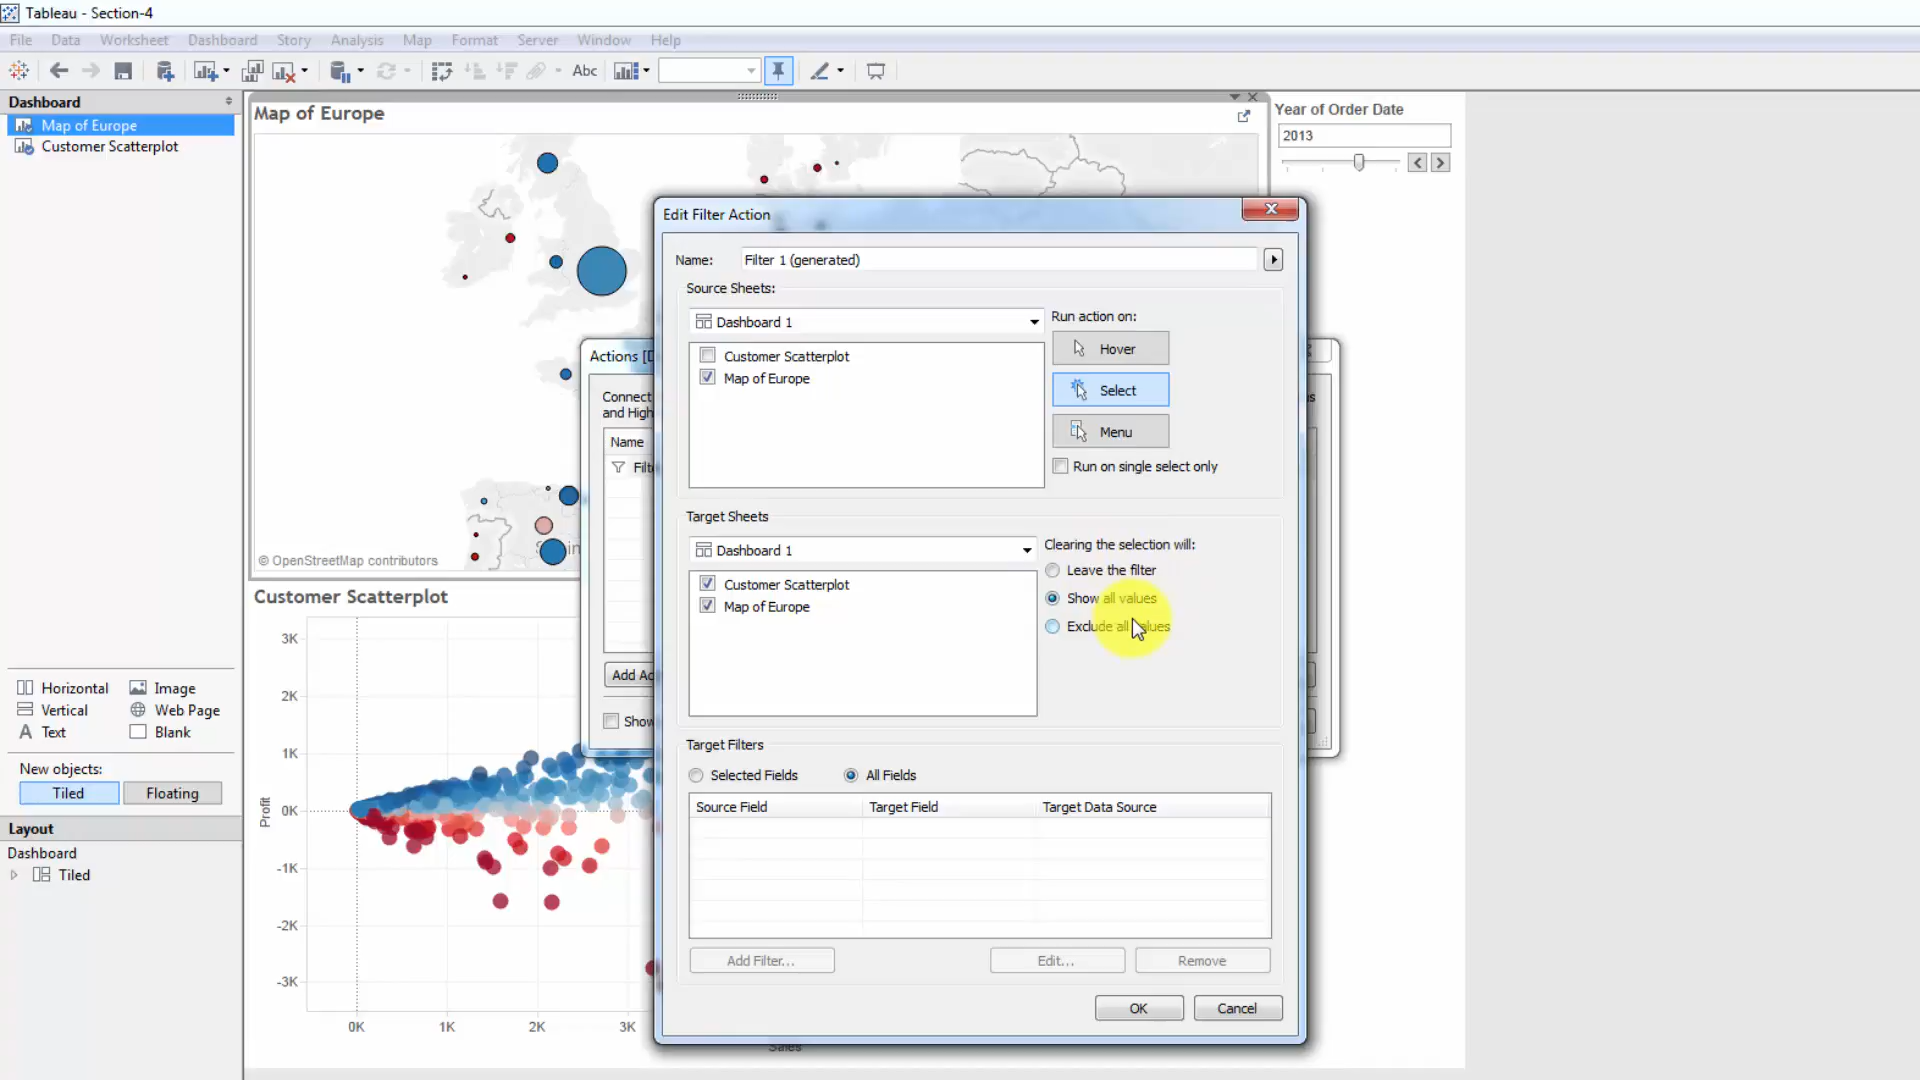 Tableau - Section-4
File Data Worksheet Dashboard Story Analysis Map Format Server Window Help
Abc
Dashboard
Map of Europe
Customer Scatterplot
Horizontal Image
Vertical Web Page
Text Blank
New objects:
Tiled Floating
Layout
Dashboard
Tiled
Map of Europe
© OpenStreetMap contributors
Year of Order Date
2013
Customer Scatterplot
3K
2K
1K
0K
-1K
-2K
-3K
Profit
0K 1K 2K 3K
Sales
Actions [D
Connect
and High
Name
Filte
Add Ac
Show
Edit Filter Action
Name: Filter 1 (generated)
Source Sheets:
Dashboard 1
Customer Scatterplot
Map of Europe
Run action on:
Hover
Select
Menu
Run on single select only
Target Sheets
Dashboard 1
Customer Scatterplot
Map of Europe
Clearing the selection will:
Leave the filter
Show all values
Exclude all values
Target Filters
Selected Fields All Fields
Source Field Target Field Target Data Source
Add Filter... Edit... Remove
OK Cancel